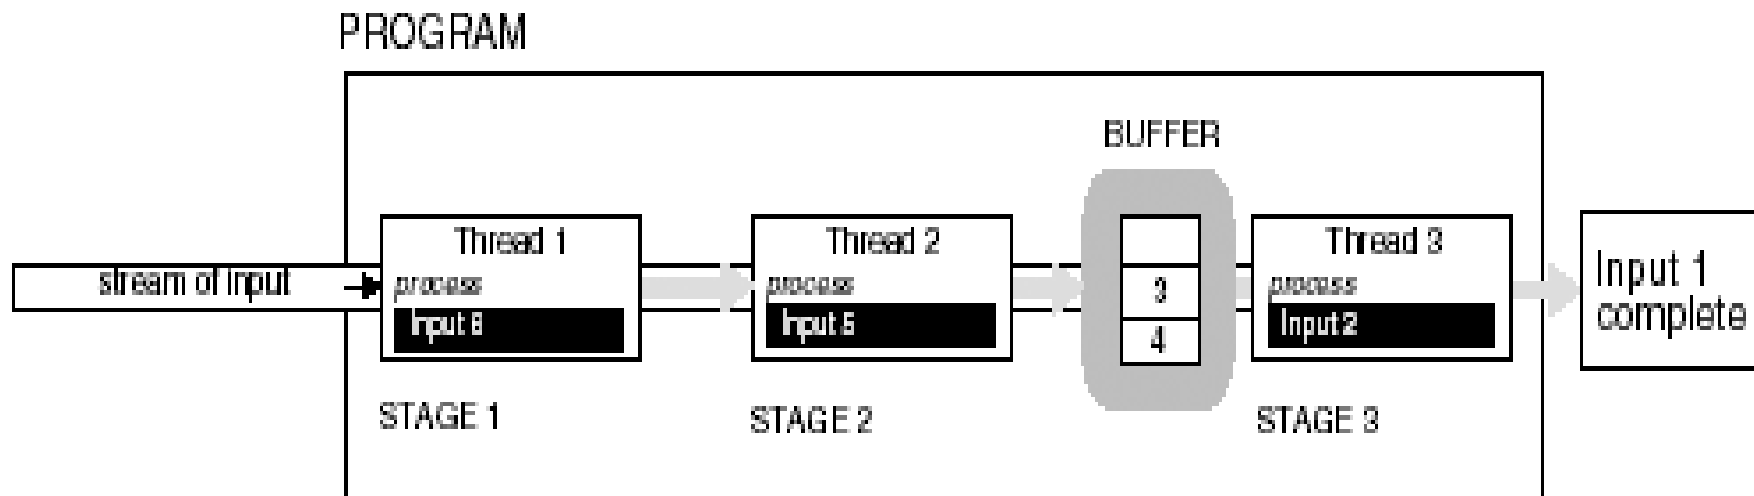 PROGRAM
BUFFER
Thread 1
Thread 2
Thread 3
stream of input
process
process
3
process
Input 1
complete
Input 6
Input 5
4
Input 2
STAGE 1
STAGE 2
STAGE 3